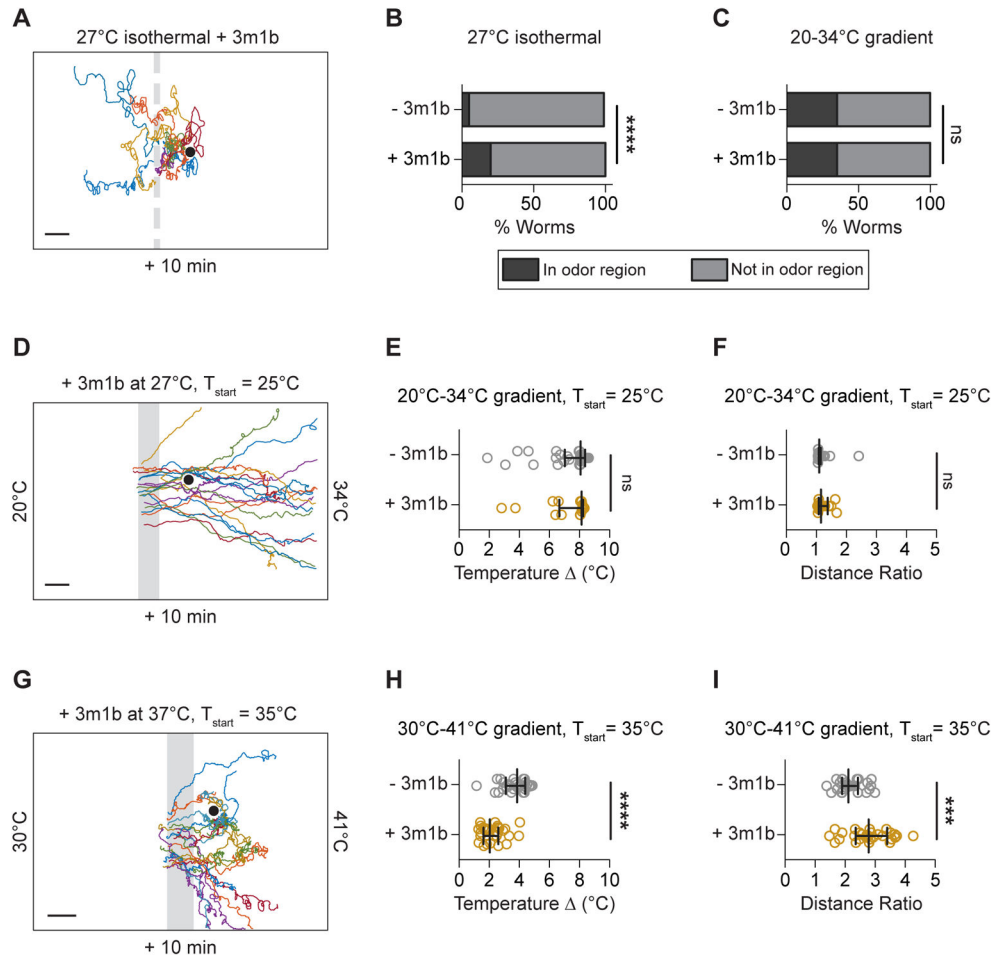 A
27°C isothermal + 3m1b
+ 10 min
B
27°C isothermal
- 3m1b
+ 3m1b
****
0 50 100
% Worms
C
20-34°C gradient
- 3m1b
+ 3m1b
ns
0 50 100
% Worms
In odor region Not in odor region
D
+ 3m1b at 27°C, Tstart = 25°C
20°C
34°C
+ 10 min
E
20°C-34°C gradient, Tstart= 25°C
- 3m1b
+ 3m1b
ns
0 2 4 6 8 10
Temperature Δ (°C)
F
20°C-34°C gradient, Tstart= 25°C
- 3m1b
+ 3m1b
ns
0 1 2 3 4 5
Distance Ratio
G
+ 3m1b at 37°C, Tstart = 35°C
30°C
41°C
+ 10 min
H
30°C-41°C gradient, Tstart= 35°C
- 3m1b
+ 3m1b
****
0 2 4 6 8 10
Temperature Δ (°C)
I
30°C-41°C gradient, Tstart= 35°C
- 3m1b
+ 3m1b
***
0 1 2 3 4 5
Distance Ratio